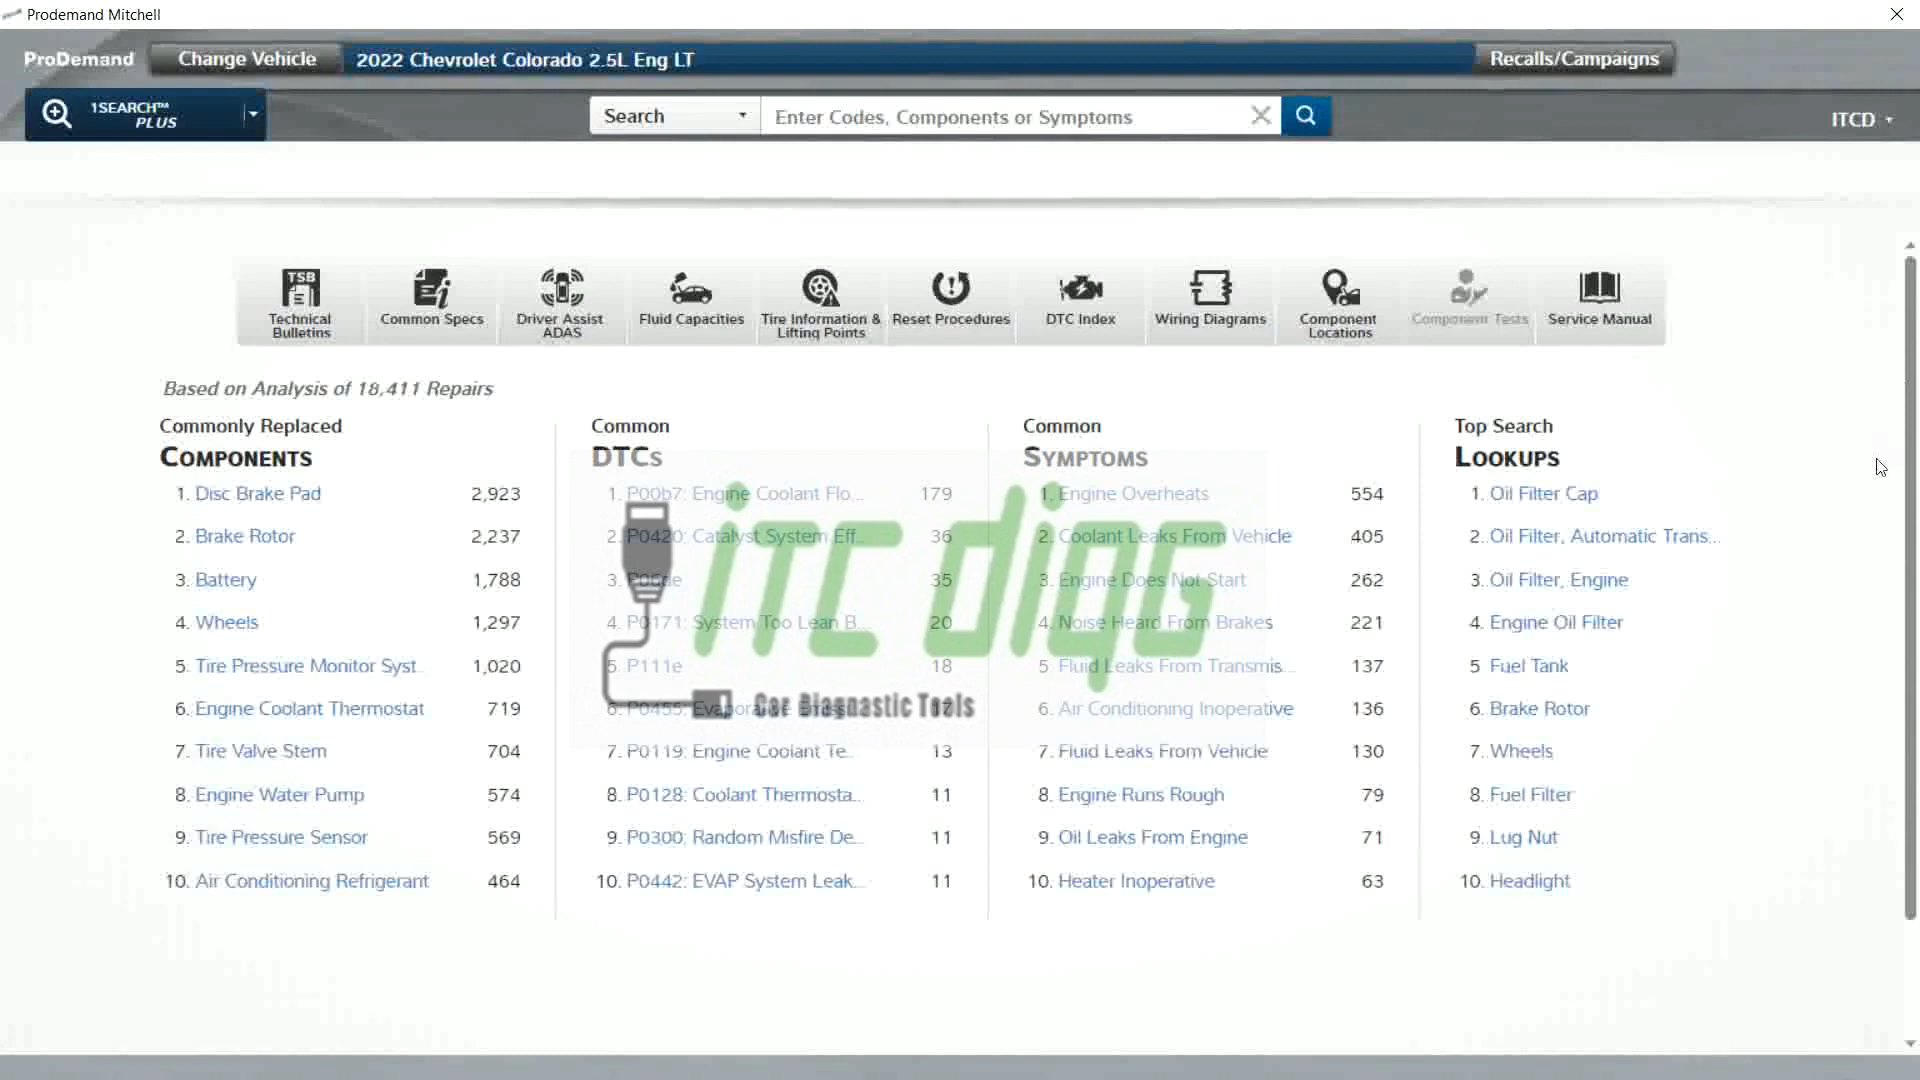 Prodemand Mitchell
ProDemand Change Vehicle 2022 Chevrolet Colorado 2.5L Eng LT Recalls/Campaigns
1SEARCH™ PLUS
Search Enter Codes, Components or Symptoms
ITCD
TSB
Technical Bulletins
Common Specs
Driver Assist ADAS
Fluid Capacities
Tire Information & Lifting Points
Reset Procedures
DTC Index
Wiring Diagrams
Component Locations
Component Tests
Service Manual
Based on Analysis of 18,411 Repairs
Commonly Replaced
COMPONENTS
1. Disc Brake Pad 2,923
2. Brake Rotor 2,237
3. Battery 1,788
4. Wheels 1,297
5. Tire Pressure Monitor Syst... 1,020
6. Engine Coolant Thermostat 719
7. Tire Valve Stem 704
8. Engine Water Pump 574
9. Tire Pressure Sensor 569
10. Air Conditioning Refrigerant 464
Common
DTCS
1. P00b7: Engine Coolant Flo... 179
2. P0420: Catalyst System Eff... 36
3. 35
4. P0171: System Too Lean B... 20
5. P111e 18
6. P0455: Evaporative Emiss... 17
7. P0119: Engine Coolant Te... 13
8. P0128: Coolant Thermosta... 11
9. P0300: Random Misfire De... 11
10. P0442: EVAP System Leak... 11
Common
SYMPTOMS
1. Engine Overheats 554
2. Coolant Leaks From Vehicle 405
3. Engine Does Not Start 262
4. Noise Heard From Brakes 221
5. Fluid Leaks From Transmis... 137
6. Air Conditioning Inoperative 136
7. Fluid Leaks From Vehicle 130
8. Engine Runs Rough 79
9. Oil Leaks From Engine 71
10. Heater Inoperative 63
Top Search
LOOKUPS
1. Oil Filter Cap
2. Oil Filter, Automatic Trans...
3. Oil Filter, Engine
4. Engine Oil Filter
5. Fuel Tank
6. Brake Rotor
7. Wheels
8. Fuel Filter
9. Lug Nut
10. Headlight
iTC diqG
Car Diagnastic Tools